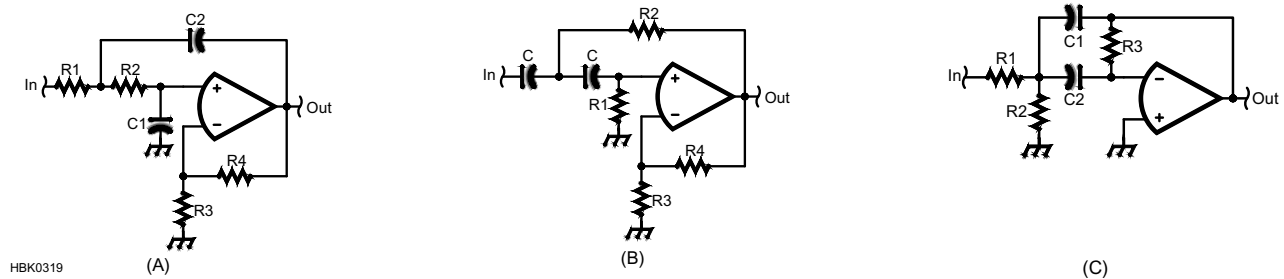 C2
R1
R2
In
+
−
C1
Out
R4
R3
HBK0319
(A)
R2
C
C
In
+
−
R1
Out
R4
R3
(B)
C1
R3
R1
In
C2
−
+
R2
Out
(C)